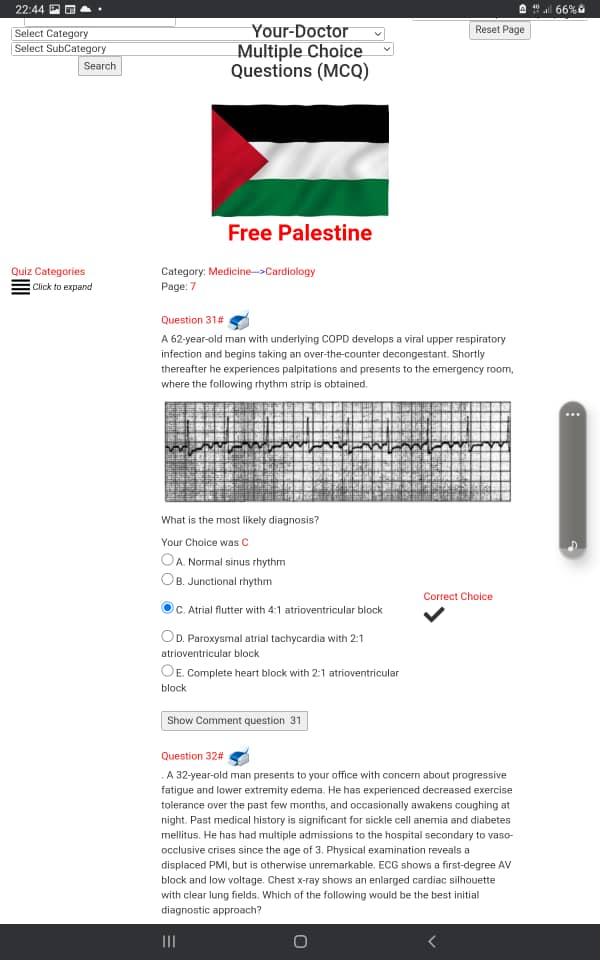 22:44
66%
Select Category
Select SubCategory
Search
Your-Doctor
Multiple Choice
Questions (MCQ)
Reset Page
Free Palestine
Quiz Categories
Click to expand
Category: Medicine--->Cardiology
Page: 7
Question 31#
A 62-year-old man with underlying COPD develops a viral upper respiratory
infection and begins taking an over-the-counter decongestant. Shortly
thereafter he experiences palpitations and presents to the emergency room,
where the following rhythm strip is obtained.
What is the most likely diagnosis?
Your Choice was C
A. Normal sinus rhythm
B. Junctional rhythm
C. Atrial flutter with 4:1 atrioventricular block
Correct Choice
D. Paroxysmal atrial tachycardia with 2:1
atrioventricular block
E. Complete heart block with 2:1 atrioventricular
block
Show Comment question 31
Question 32#
. A 32-year-old man presents to your office with concern about progressive
fatigue and lower extremity edema. He has experienced decreased exercise
tolerance over the past few months, and occasionally awakens coughing at
night. Past medical history is significant for sickle cell anemia and diabetes
mellitus. He has had multiple admissions to the hospital secondary to vaso-
occlusive crises since the age of 3. Physical examination reveals a
displaced PMI, but is otherwise unremarkable. ECG shows a first-degree AV
block and low voltage. Chest x-ray shows an enlarged cardiac silhouette
with clear lung fields. Which of the following would be the best initial
diagnostic approach?